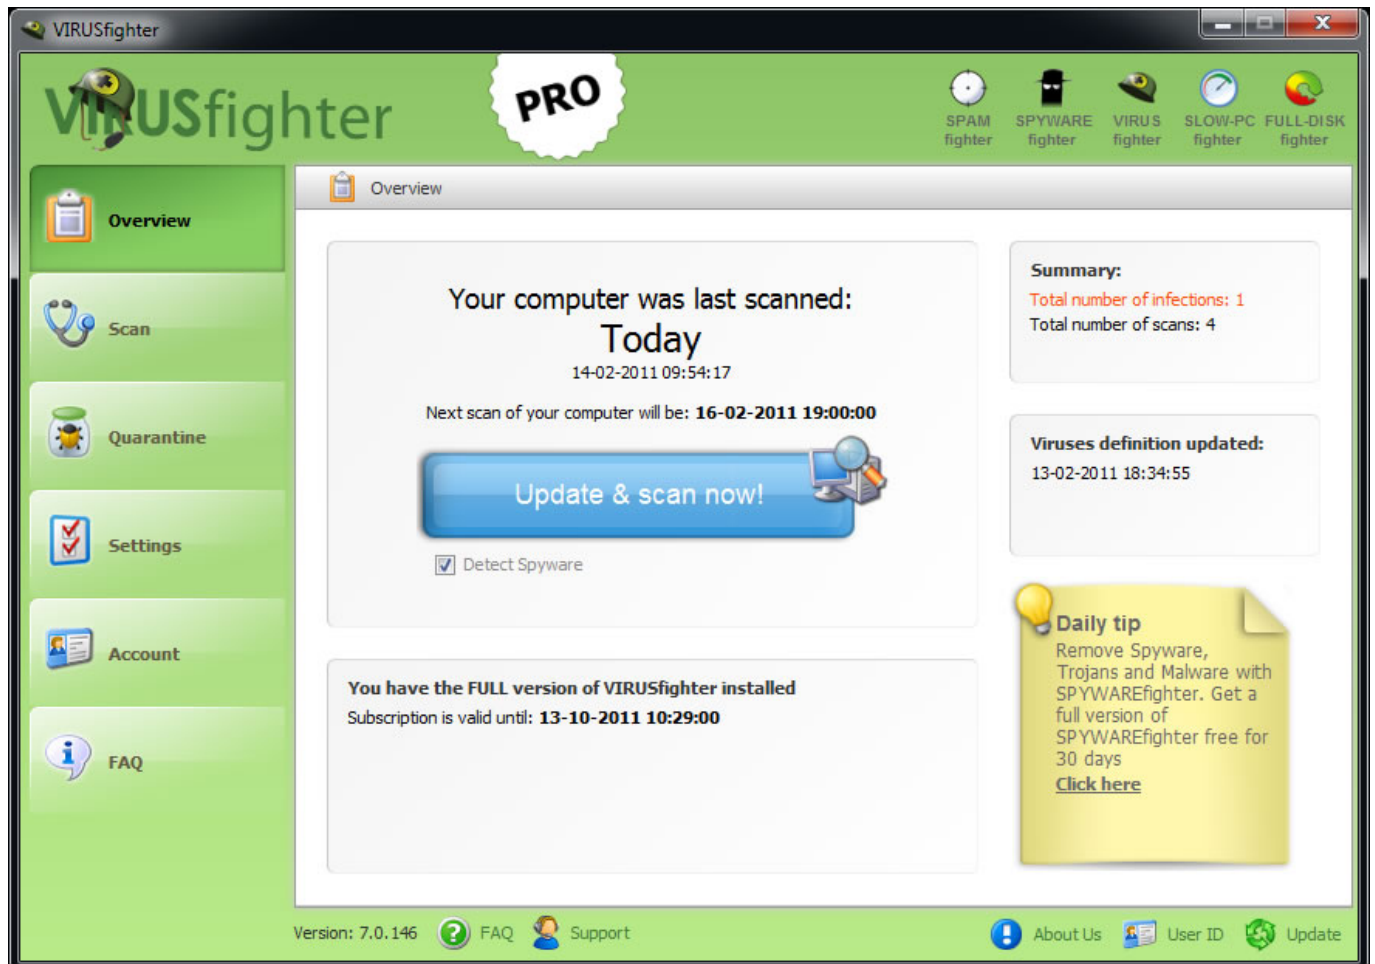 VIRUSfighter
VIRUSfighter
PRO
SPAM
fighter
SPYWARE
fighter
VIRUS
fighter
SLOW-PC
fighter
FULL-DISK
fighter
Overview
Scan
Quarantine
Settings
Account
FAQ
Overview
Your computer was last scanned:
Today
14-02-2011 09:54:17
Next scan of your computer will be: 16-02-2011 19:00:00
Update & scan now!
Detect Spyware
You have the FULL version of VIRUSfighter installed
Subscription is valid until: 13-10-2011 10:29:00
Summary:
Total number of infections: 1
Total number of scans: 4
Viruses definition updated:
13-02-2011 18:34:55
Daily tip
Remove Spyware,
Trojans and Malware with
SPYWAREfighter. Get a
full version of
SPYWAREfighter free for
30 days
Click here
Version: 7.0.146
FAQ
Support
About Us
User ID
Update